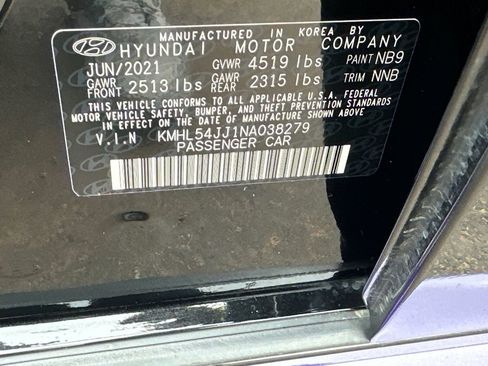 MANUFACTURED IN KOREA BY
HYUNDAI MOTOR COMPANY
JUN/2021 GVWR 4519 lbs PAINT NB9
GAWR FRONT 2513 lbs GAWR REAR 2315 lbs TRIM NNB
THIS VEHICLE CONFORMS TO ALL APPLICABLE U.S.A. FEDERAL
MOTOR VEHICLE SAFETY, BUMPER, AND THEFT PREVENTION STANDARDS
IN EFFECT ON THE DATE OF MANUFACTURE SHOWN ABOVE.
V.I.N KMHL54JJ1NA038279
PASSENGER CAR